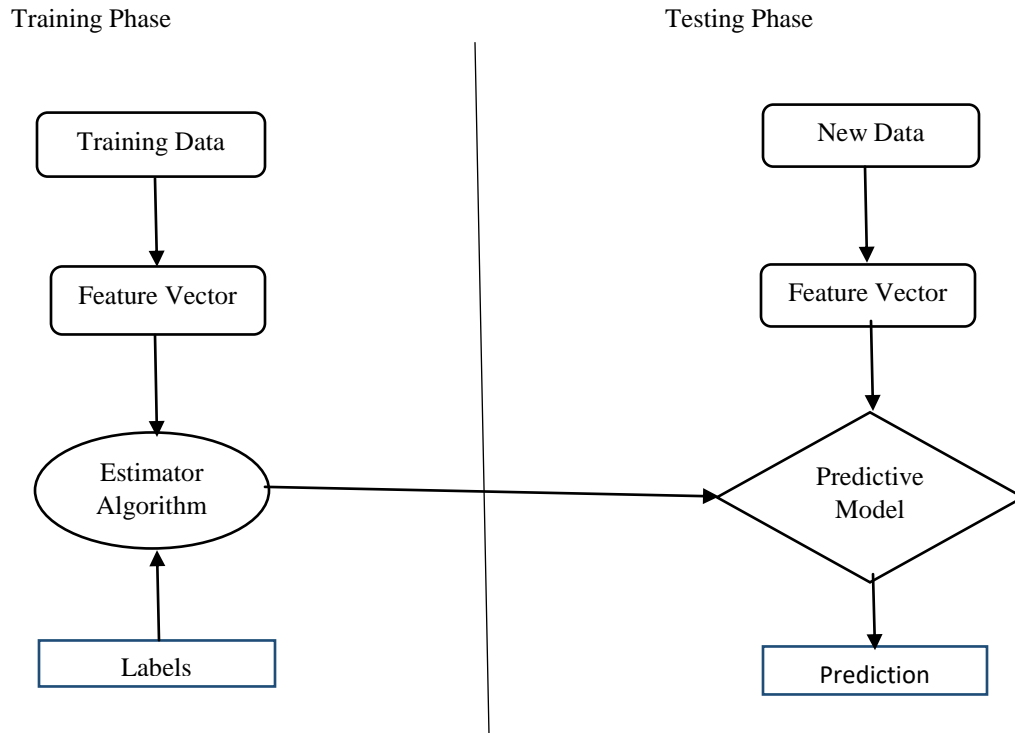 Training Phase
Testing Phase
Training Data
New Data
Feature Vector
Feature Vector
Estimator
Algorithm
Predictive
Model
Labels
Prediction